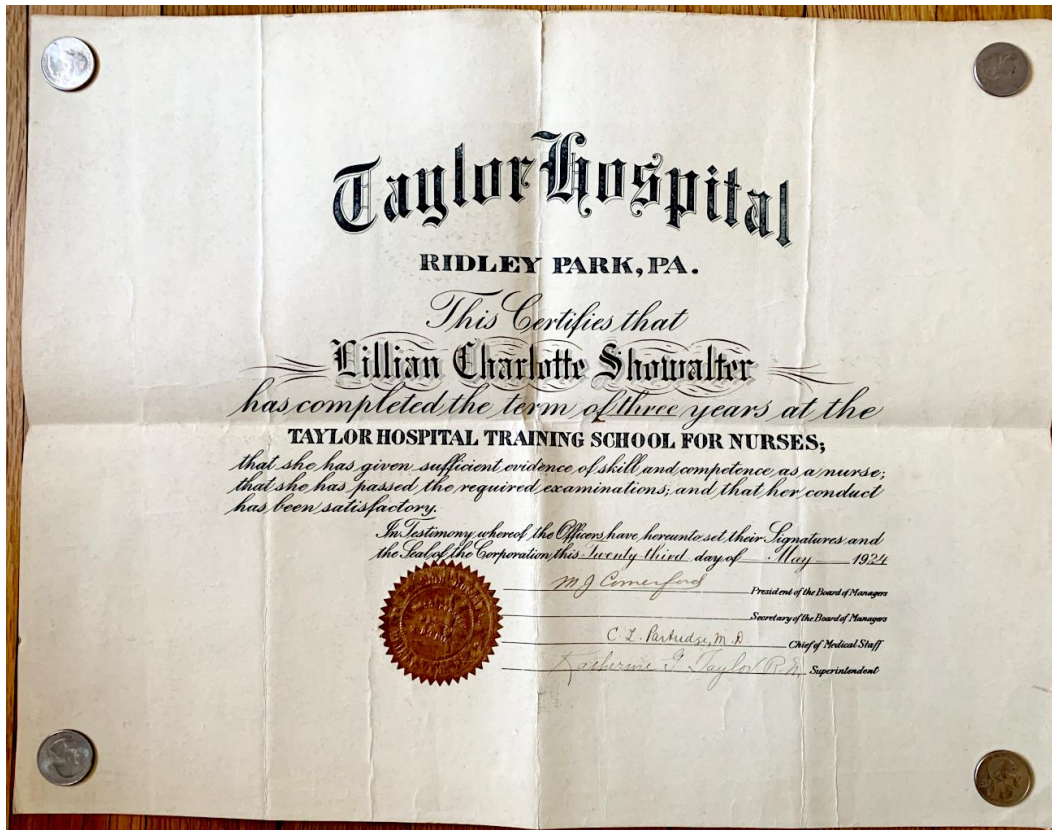 Taylor Hospital
RIDLEY PARK, PA.
This Certifies that
Lillian Charlotte Showalter
has completed the term of three years at the
TAYLOR HOSPITAL TRAINING SCHOOL FOR NURSES;
that she has given sufficient evidence of skill and competence as a nurse;
that she has passed the required examinations; and that her conduct
has been satisfactory.
In Testimony whereof the Officers have hereunto set their Signatures and
the Seal of the Corporation, this Twenty third day of May 1924
M J Comerford President of the Board of Managers
Secretary of the Board of Managers
C. L. Partridge, M.D Chief of Medical Staff
Katherine G. Taylor R.N. Superintendent